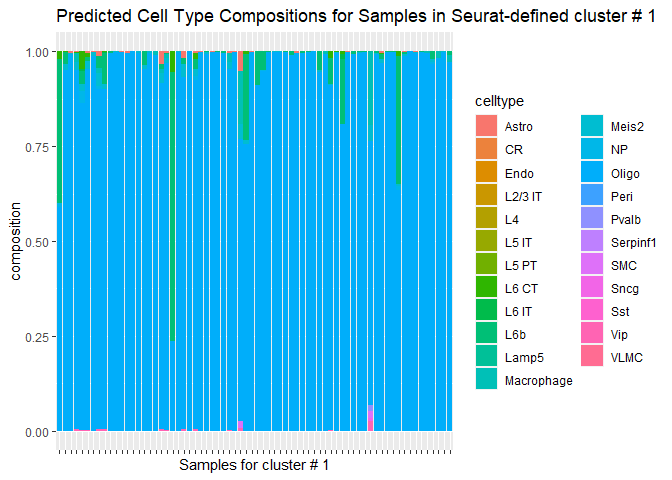 Predicted Cell Type Compositions for Samples in Seurat-defined cluster # 1
composition
1.00
0.75
0.50
0.25
0.00
Samples for cluster # 1
celltype
Astro
CR
Endo
L2/3 IT
L4
L5 IT
L5 PT
L6 CT
L6 IT
L6b
Lamp5
Macrophage
Meis2
NP
Oligo
Peri
Pvalb
Serpinf1
SMC
Sncg
Sst
Vip
VLMC